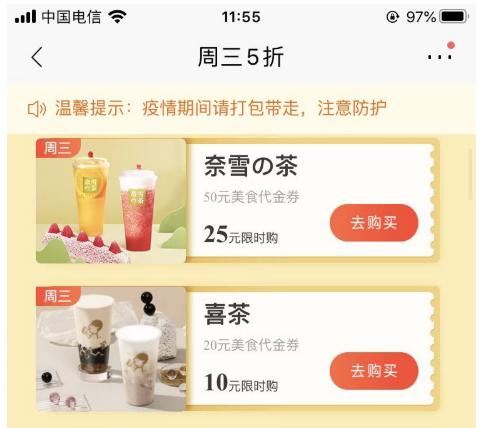 中国电信 11:55 97%
周三5折
温馨提示：疫情期间请打包带走，注意防护
周三
奈雪の茶
50元美食代金券
25元限时购
去购买
周三
喜茶
20元美食代金券
10元限时购
去购买